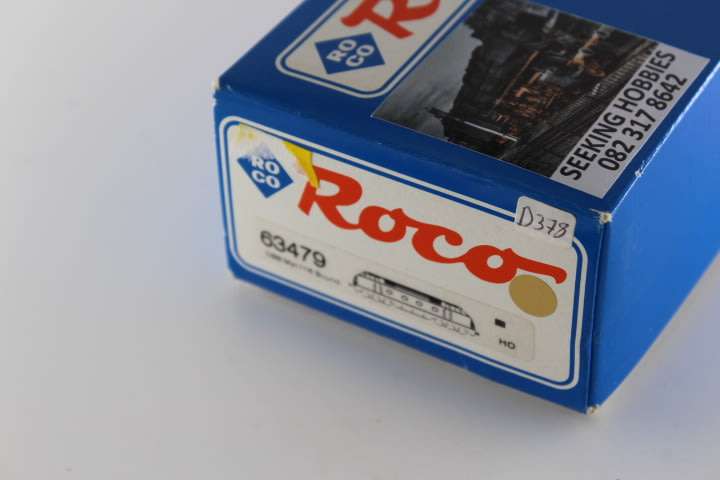 RO
CO
Roco
SEEKING HOBBIES
082 317 8642
RO
CO
Roco
D378
63479
HO